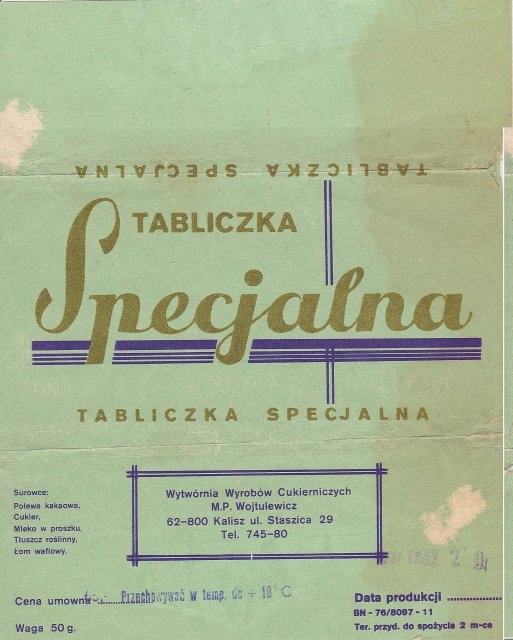 TABLICZKA SPECJALNA
TABLICZKA
Specjalna
TABLICZKA SPECJALNA
Surowce:
Polewa kakaowa,
Cukier,
Mleko w proszku,
Tłuszcz roślinny,
Łom waflowy.
Wytwórnia Wyrobów Cukierniczych
M.P. Wojtulewicz
62-800 Kalisz ul. Staszica 29
Tel. 745-80
Cena umowna
Przechowywać w temp. do + 18°C
Waga 50 g.
Data produkcji ..................
BN - 76/8097 - 11
Ter. przyd. do spożycia 2 m-ce